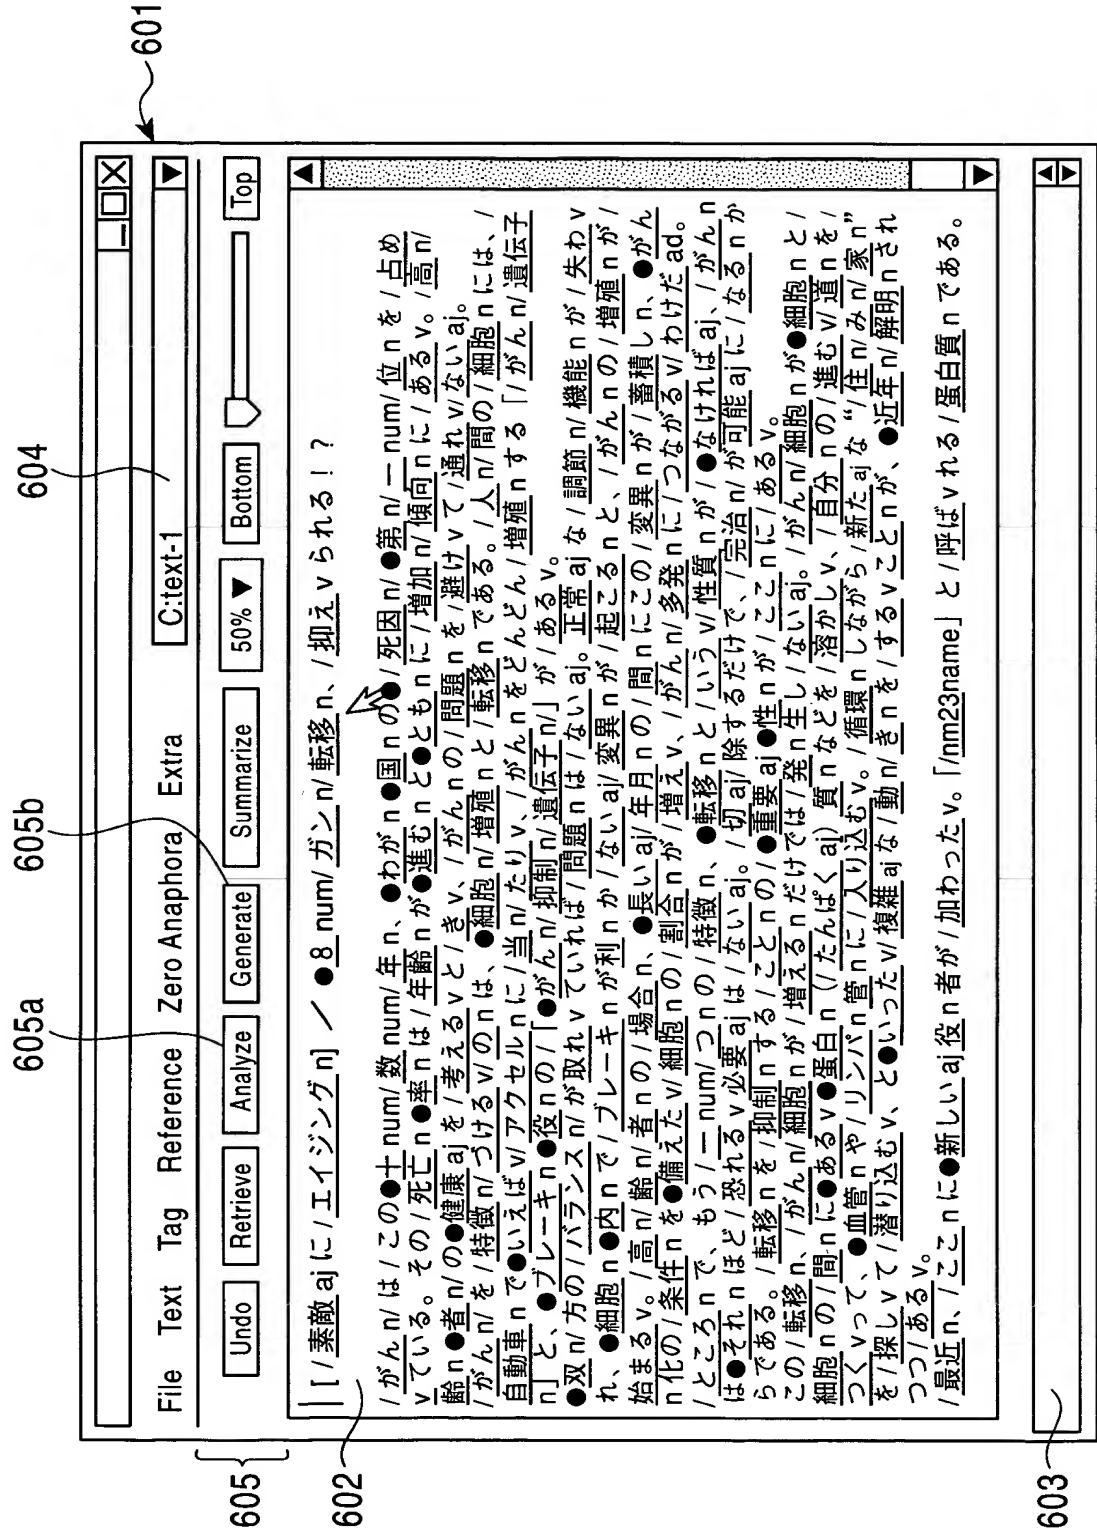 601
604
605b
605a
605
602
603
C:text-1
File Text Tag Reference Zero Anaphora Extra
Undo Retrieve Analyze Generate Summarize 50% ▼ Bottom Top
[/素敵 aj に/エイジング n] ／ ●8 num/ガン n/転移 n、/抑え v られる！?
/がん n/は/この●十 num/数 num/年 n、●わが n●国 n の●/死因 n/●第 n/一 num/位 n を/占め
v ている。その/死亡 n●率 n は/年齢 n が●進む n と●とも n に/増加 n/傾向 n に/ある v。/高 n/
齢 n●者 n/の●健康 aj を/考える v と/き v、/がん n の/問題 n を/避け v て/通れ v/ない aj。
/がん n/を/特徴 n/づける v/の n は、●細胞 n/増殖 n と/転移 n である。/人 n/間の/細胞 n には、/
自動車 n で●いえば v/アクセル n に/当 n/たり v、/がん n をどんどん/増殖 n する「/がん n/遺伝子
n」と、●ブレーキ n●役 n の/「●がん n/抑制 n/遺伝子 n/」が/ある v。
●双 n/方の/バランス n/が取れ v ていれば/問題 n は/ない aj。正常 aj な/調節 n/機能 n が/失わ v
れ、●細胞 n●内 n で/ブレーキ n が利 n か/ない aj/変異 n が/起こる n と、/がん n の/増殖 n が/
始まる v。/高 n/齢 n/者 n の/場合 n、●長い aj/年月 n の/間 n にこの/変異 n が/蓄積し n、●がん
n 化の/条件 n を●備えた v/細胞 n の/割合 n が/増え v、/がん n/多発 n に/つながる v/わけだ ad。
/ところ n で、もう/一 num/つ n の/特徴 n、●転移 n と/いう v/性質 n が/●なければ aj、/がん n
は●それ n ほど/恐れる v 必要 aj は/ない aj。/切 aj/除するだけで、/完治 n/が可能 aj に/なる n か
らである。/転移 n を/抑制 n する/こと n の/●重要 aj●性 n が/ここ n に/ある v。
この/転移 n、/がん n/細胞 n が/増える n だけでは/発 n 生し/ない aj。/がん n/細胞 n が●細胞 n と/
細胞 n の/間 n に●ある v●蛋白 n（/たんぱく aj）質 n などを/溶かし v、/自分 n の/進む v/道 n を/
つく v って、●血管 n や/リンパ n 管 n に/入り込む v。/循環 n しながら/新たな aj な “/住 n/み n/家 n”
を/探し v て/潜り込む v、と●いった v/複雑 aj な/動 n/き n を/する v こと n が、●近年 n/解明 n され
つつ/ある v。
/最近 n、/ここ n に●新しい aj 役 n 者が/加わった v。「/nm23name」と/呼ば v れる/蛋白質 n である。